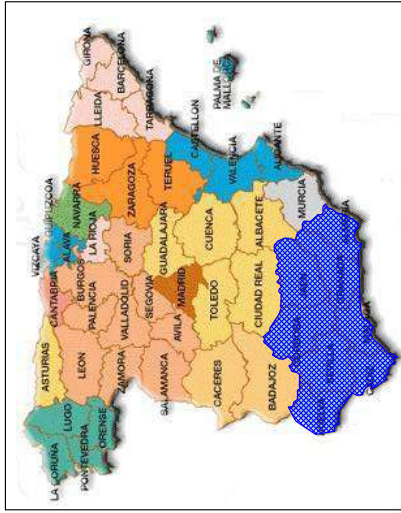 LA CORUÑA
LUGO
PONTEVEDRA
ORENSE
ASTURIAS
CANTABRIA
VIZCAYA
GUIPUZCOA
ALAVA
NAVARRA
LEON
PALENCIA
BURGOS
LA RIOJA
HUESCA
LLEIDA
GIRONA
BARCELONA
TARRAGONA
ZAMORA
VALLADOLID
SORIA
ZARAGOZA
SALAMANCA
AVILA
SEGOVIA
MADRID
GUADALAJARA
TERUEL
CASTELLON
CACERES
TOLEDO
CUENCA
VALENCIA
PALMA DE
MALLORCA
BADAJOZ
CIUDAD REAL
ALBACETE
ALICANTE
MURCIA